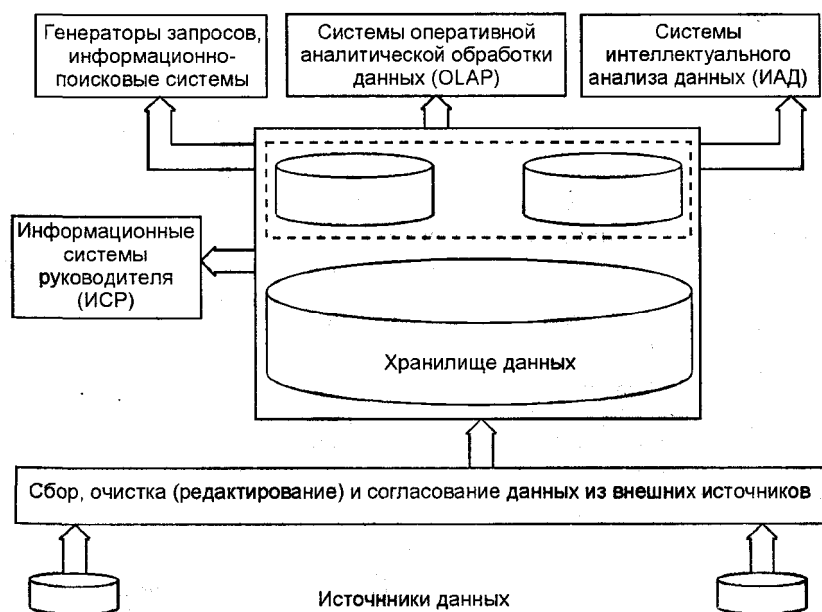 Генераторы запросов,
информационно-
поисковые системы
Системы оперативной
аналитической обработки
данных (OLAP)
Системы
интеллектуального
анализа данных (ИАД)
Информационные
системы
руководителя
(ИСР)
Хранилище данных
Сбор, очистка (редактирование) и согласование данных из внешних источников
Источники данных